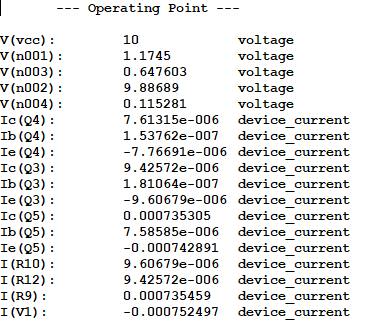 --- Operating Point ---
V(vcc): 10 voltage
V(n001): 1.1745 voltage
V(n003): 0.647603 voltage
V(n002): 9.88689 voltage
V(n004): 0.115281 voltage
Ic(Q4): 7.61315e-006 device_current
Ib(Q4): 1.53762e-007 device_current
Ie(Q4): -7.76691e-006 device_current
Ic(Q3): 9.42572e-006 device_current
Ib(Q3): 1.81064e-007 device_current
Ie(Q3): -9.60679e-006 device_current
Ic(Q5): 0.000735305 device_current
Ib(Q5): 7.58585e-006 device_current
Ie(Q5): -0.000742891 device_current
I(R10): 9.60679e-006 device_current
I(R12): 9.42572e-006 device_current
I(R9): 0.000735459 device_current
I(V1): -0.000752497 device_current